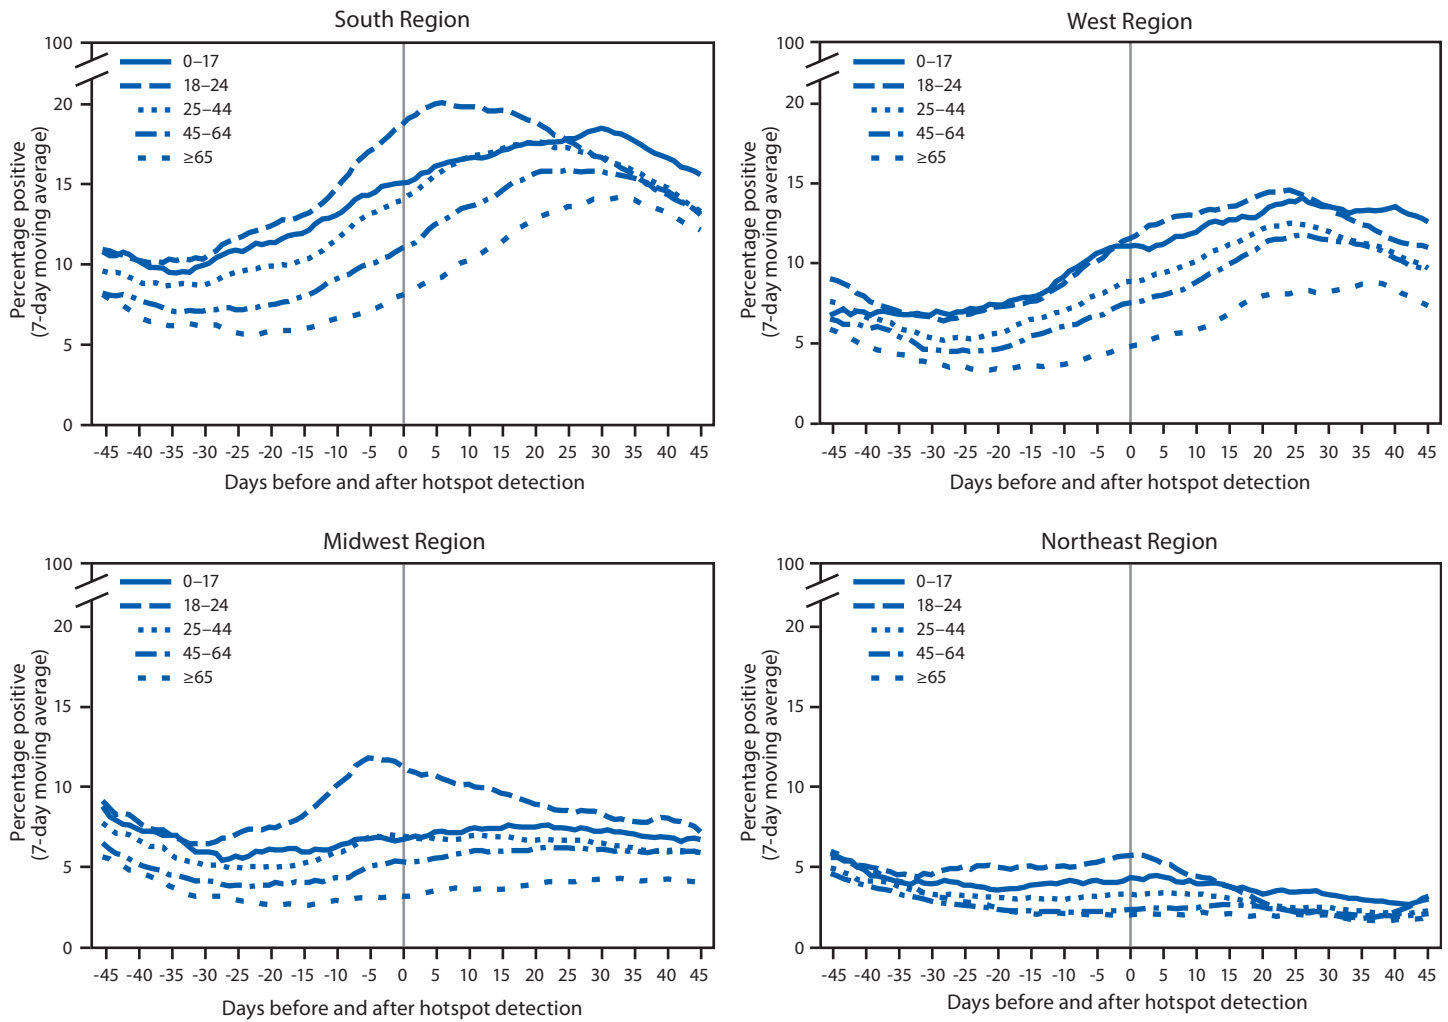 South Region
100
20
15
10
5
0
0–17
18–24
25–44
45–64
≥65
Percentage positive
(7-day moving average)
-45 -40 -35 -30 -25 -20 -15 -10 -5 0 5 10 15 20 25 30 35 40 45
Days before and after hotspot detection
West Region
100
20
15
10
5
0
0–17
18–24
25–44
45–64
≥65
Percentage positive
(7-day moving average)
-45 -40 -35 -30 -25 -20 -15 -10 -5 0 5 10 15 20 25 30 35 40 45
Days before and after hotspot detection
Midwest Region
100
20
15
10
5
0
0–17
18–24
25–44
45–64
≥65
Percentage positive
(7-day moving average)
-45 -40 -35 -30 -25 -20 -15 -10 -5 0 5 10 15 20 25 30 35 40 45
Days before and after hotspot detection
Northeast Region
100
20
15
10
5
0
0–17
18–24
25–44
45–64
≥65
Percentage positive
(7-day moving average)
-45 -40 -35 -30 -25 -20 -15 -10 -5 0 5 10 15 20 25 30 35 40 45
Days before and after hotspot detection